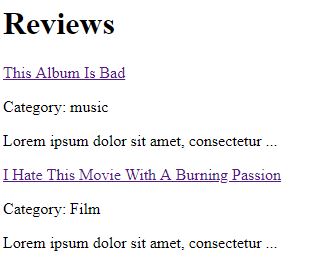 Reviews
This Album Is Bad
Category: music
Lorem ipsum dolor sit amet, consectetur ...
I Hate This Movie With A Burning Passion
Category: Film
Lorem ipsum dolor sit amet, consectetur ...